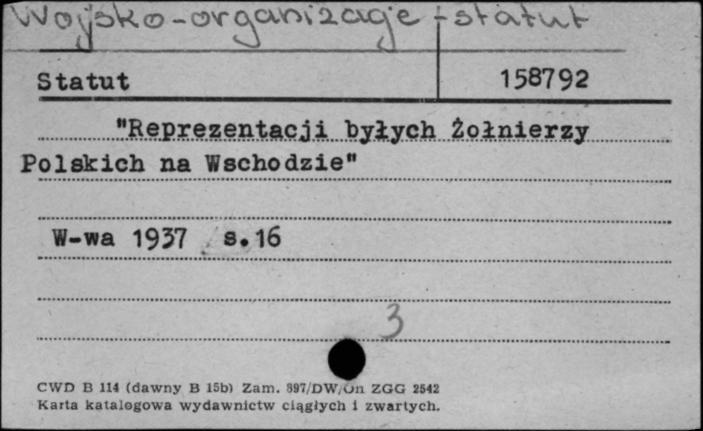 Wojsko-organizacje-statut
Statut 158792
"Reprezentacji byłych Żołnierzy
Polskich na Wschodzie"
W-wa 1937 s.16
3
CWD B 114 (dawny B 15b) Zam. 897/DW/On ZGG 2542
Karta katalogowa wydawnictw ciągłych i zwartych.